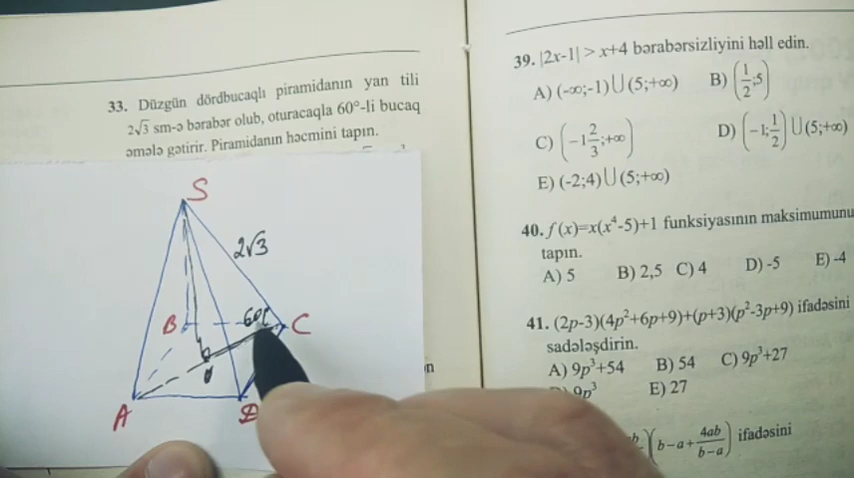 33. Düzgün dördbucaqlı piramidanın yan tili
2√3 sm-ə bərabər olub, oturacaqla 60°-li bucaq
əmələ gətirir. Piramidanın həcmini tapın.
S
2√3
B
60°
C
A
D
39. |2x-1| > x+4 bərabərsizliyini həll edin.
A) (-∞;-1)⋃(5;+∞) B) (1/2;5)
C) (-1 2/3;+∞) D) (-1;1/2)⋃(5;+∞)
E) (-2;4)⋃(5;+∞)
40. f(x)=x(x⁴-5)+1 funksiyasının maksimumunu
tapın.
A) 5 B) 2,5 C) 4 D) -5 E) -4
41. (2p-3)(4p²+6p+9)+(p+3)(p²-3p+9) ifadəsini
sadələşdirin.
A) 9p³+54 B) 54 C) 9p³+27
9p³ E) 27
(b-a+4ab/(b-a)) ifadəsini